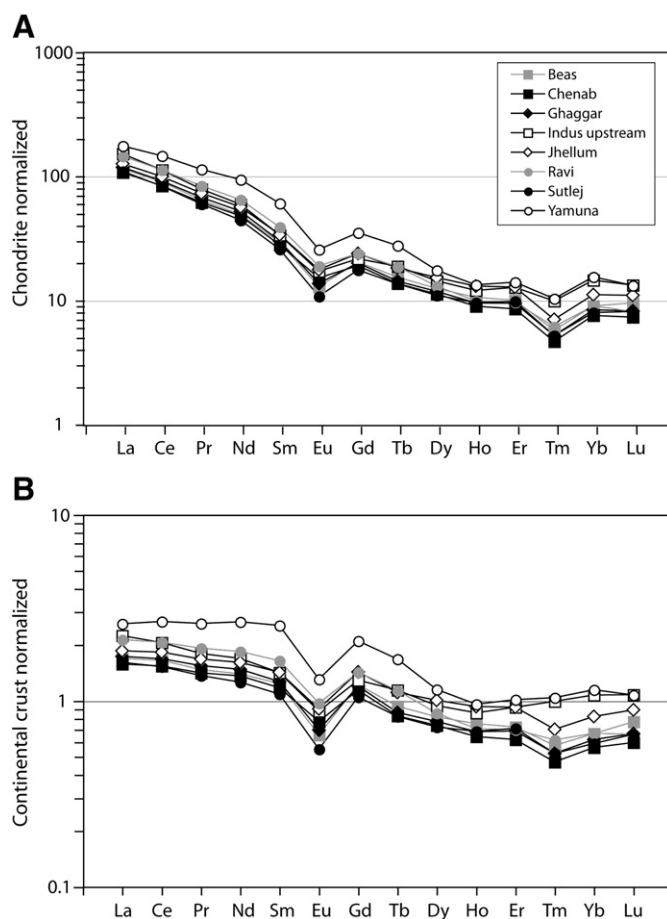 A
1000
100
10
1
Chondrite normalized
Beas
Chenab
Ghaggar
Indus upstream
Jhellum
Ravi
Sutlej
Yamuna
La Ce Pr Nd Sm Eu Gd Tb Dy Ho Er Tm Yb Lu
B
10
1
0.1
Continental crust normalized
La Ce Pr Nd Sm Eu Gd Tb Dy Ho Er Tm Yb Lu